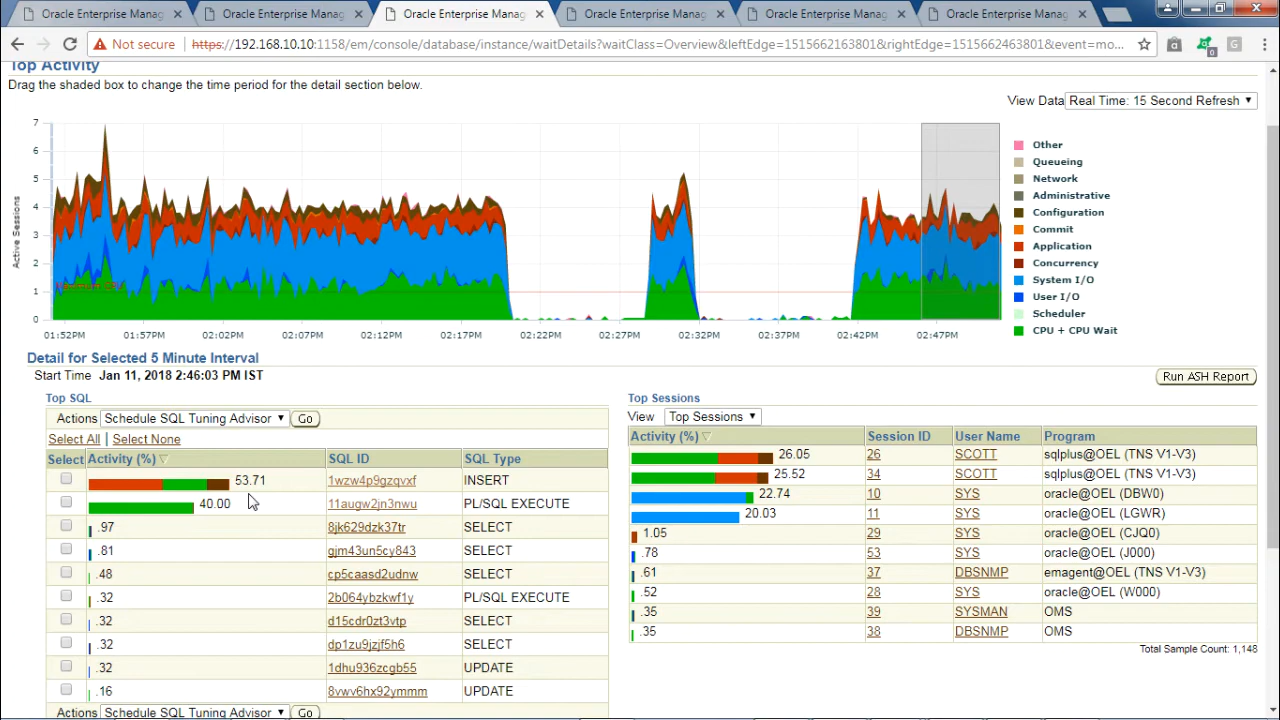 Oracle Enterprise Manag
Oracle Enterprise Manag
Oracle Enterprise Manag
Oracle Enterprise Manag
Oracle Enterprise Manag
Oracle Enterprise Manag
Not secure https://192.168.10.10:1158/em/console/database/instance/waitDetails?waitClass=Overview&leftEdge=1515662163801&rightEdge=1515662463801&event=mo...
Top Activity
Drag the shaded box to change the time period for the detail section below.
View Data Real Time: 15 Second Refresh
7
6
5
4
3
2
1
0
Active Sessions
Maximum CPU
01:52PM 01:57PM 02:02PM 02:07PM 02:12PM 02:17PM 02:22PM 02:27PM 02:32PM 02:37PM 02:42PM 02:47PM
Other
Queueing
Network
Administrative
Configuration
Commit
Application
Concurrency
System I/O
User I/O
Scheduler
CPU + CPU Wait
Detail for Selected 5 Minute Interval
Start Time Jan 11, 2018 2:46:03 PM IST
Run ASH Report
Top SQL
Actions Schedule SQL Tuning Advisor Go
Select All | Select None
Select Activity (%) SQL ID SQL Type
53.71 1wzw4p9gzqvxf INSERT
40.00 11augw2jn3nwu PL/SQL EXECUTE
.97 8jk629dzk37tr SELECT
.81 gjm43un5cy843 SELECT
.48 cp5caasd2udnw SELECT
.32 2b064ybzkwf1y PL/SQL EXECUTE
.32 d15cdr0zt3vtp SELECT
.32 dp1zu9jzjf5h6 SELECT
.32 1dhu936zcgb55 UPDATE
.16 8vwv6hx92ymmm UPDATE
Actions Schedule SQL Tuning Advisor Go
Top Sessions
View Top Sessions
Activity (%) Session ID User Name Program
26.05 26 SCOTT sqlplus@OEL (TNS V1-V3)
25.52 34 SCOTT sqlplus@OEL (TNS V1-V3)
22.74 10 SYS oracle@OEL (DBW0)
20.03 11 SYS oracle@OEL (LGWR)
1.05 29 SYS oracle@OEL (CJQ0)
.78 53 SYS oracle@OEL (J000)
.61 37 DBSNMP emagent@OEL (TNS V1-V3)
.52 28 SYS oracle@OEL (W000)
.35 39 SYSMAN OMS
.35 38 DBSNMP OMS
Total Sample Count: 1,148